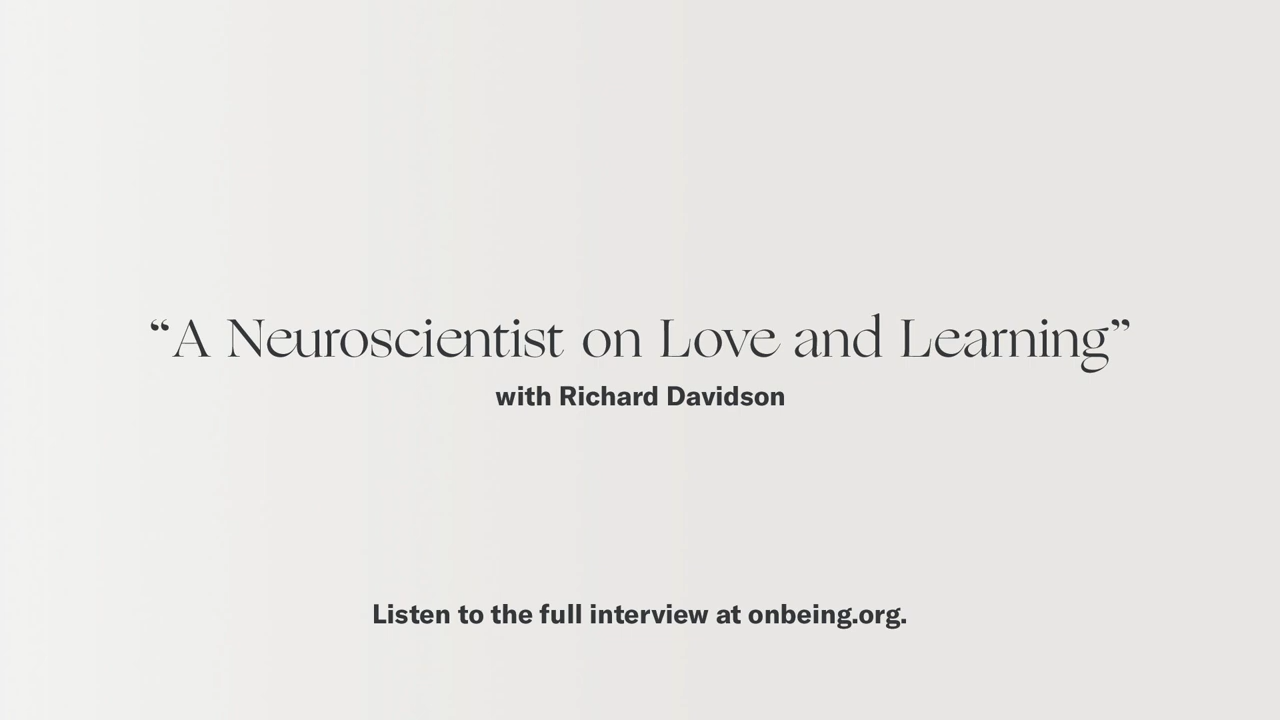 “A Neuroscientist on Love and Learning”
with Richard Davidson
Listen to the full interview at onbeing.org.